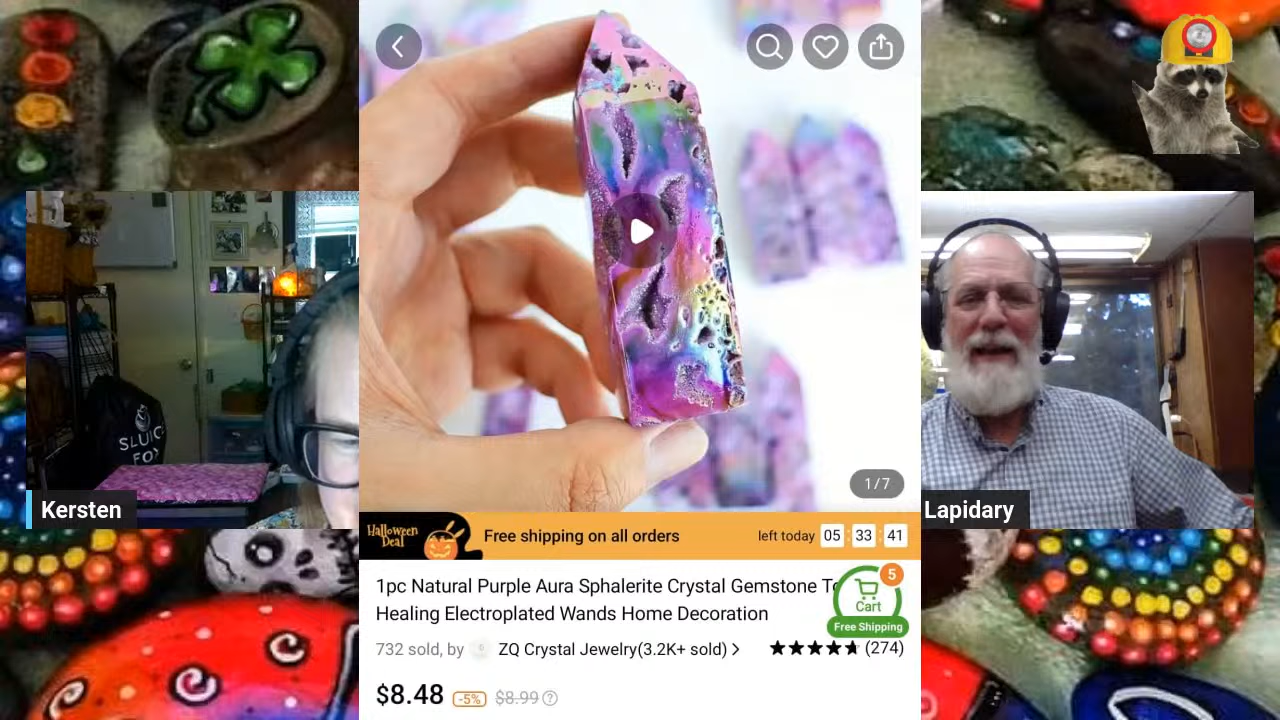 SLUIC
FOX
Kersten
1/7
Halloween
Deal
Free shipping on all orders
left today 05 : 33 : 41
1pc Natural Purple Aura Sphalerite Crystal Gemstone
Healing Electroplated Wands Home Decoration
5
Cart
Free Shipping
732 sold, by ZQ Crystal Jewelry(3.2K+ sold) >
(274)
$8.48 -5% $8.99 ?
Lapidary